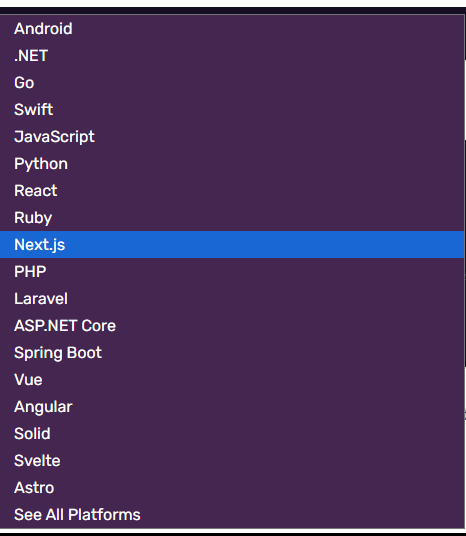 Android
.NET
Go
Swift
JavaScript
Python
React
Ruby
Next.js
PHP
Laravel
ASP.NET Core
Spring Boot
Vue
Angular
Solid
Svelte
Astro
See All Platforms